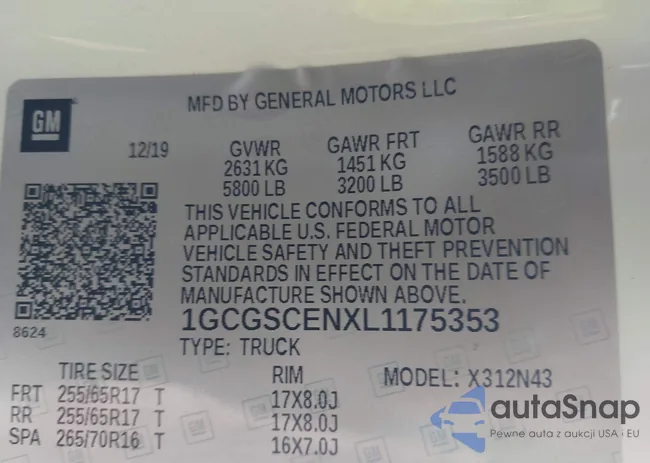 MFD BY GENERAL MOTORS LLC
GM
12/19 GVWR GAWR FRT GAWR RR
2631 KG 1451 KG 1588 KG
5800 LB 3200 LB 3500 LB
THIS VEHICLE CONFORMS TO ALL
APPLICABLE U.S. FEDERAL MOTOR
VEHICLE SAFETY AND THEFT PREVENTION
STANDARDS IN EFFECT ON THE DATE OF
MANUFACTURE SHOWN ABOVE.
8624
1GCGSCENXL1175353
TYPE: TRUCK
TIRE SIZE RIM MODEL: X312N43
FRT 255/65R17 T 17X8.0J
RR 255/65R17 T 17X8.0J
SPA 265/70R16 T 16X7.0J
autaSnap
Pewne auta z aukcji USA i EU